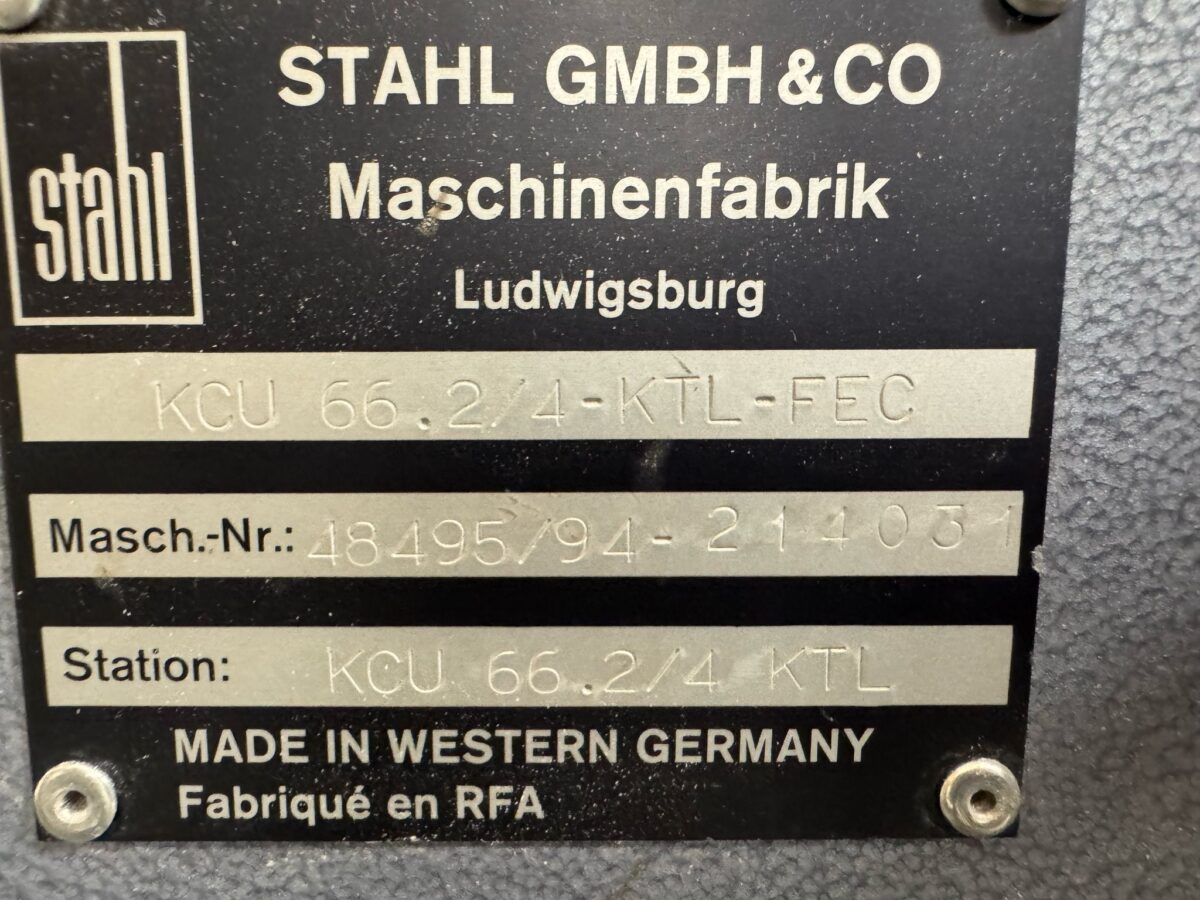 stahl
STAHL GMBH & CO
Maschinenfabrik
Ludwigsburg
KCU 66.2/4-KTL-FEC
Masch.-Nr.: 48495/94-214031
Station: KCU 66.2/4 KTL
MADE IN WESTERN GERMANY
Fabriqué en RFA